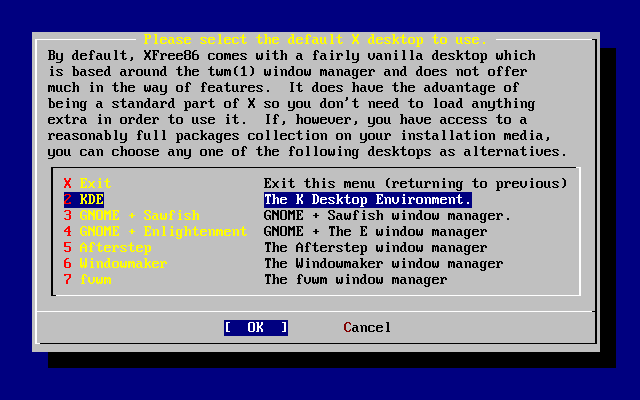 Please select the default X desktop to use.
By default, XFree86 comes with a fairly vanilla desktop which
is based around the twm(1) window manager and does not offer
much in the way of features.  It does have the advantage of
being a standard part of X so you don't need to load anything
extra in order to use it.  If, however, you have access to a
reasonably full packages collection on your installation media,
you can choose any one of the following desktops as alternatives.
X Exit Exit this menu (returning to previous)
2 KDE The K Desktop Environment.
3 GNOME + Sawfish GNOME + Sawfish window manager.
4 GNOME + Enlightenment GNOME + The E window manager
5 Afterstep The Afterstep window manager
6 Windowmaker The Windowmaker window manager
7 fvwm The fvwm window manager
[ OK ] Cancel